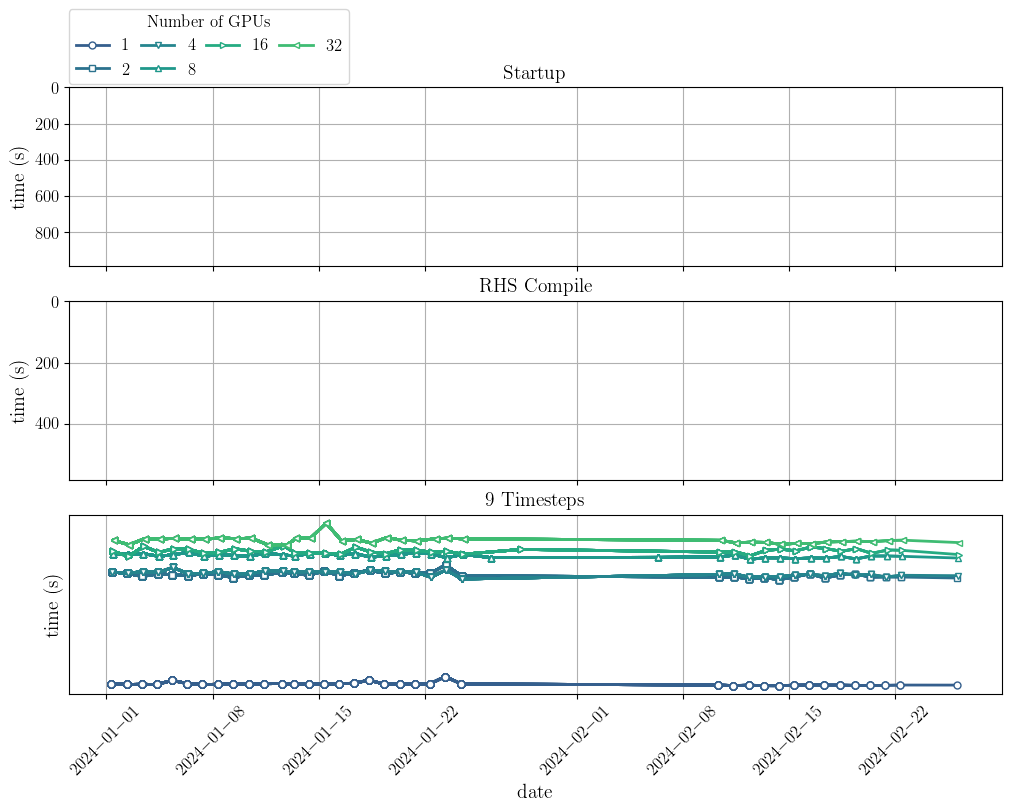 Number of GPUs
1 4 16 32
2 8
Startup
0
200
400
600
800
time (s)
RHS Compile
0
200
400
time (s)
9 Timesteps
time (s)
2024-01-01 2024-01-08 2024-01-15 2024-01-22 2024-02-01 2024-02-08 2024-02-15 2024-02-22
date